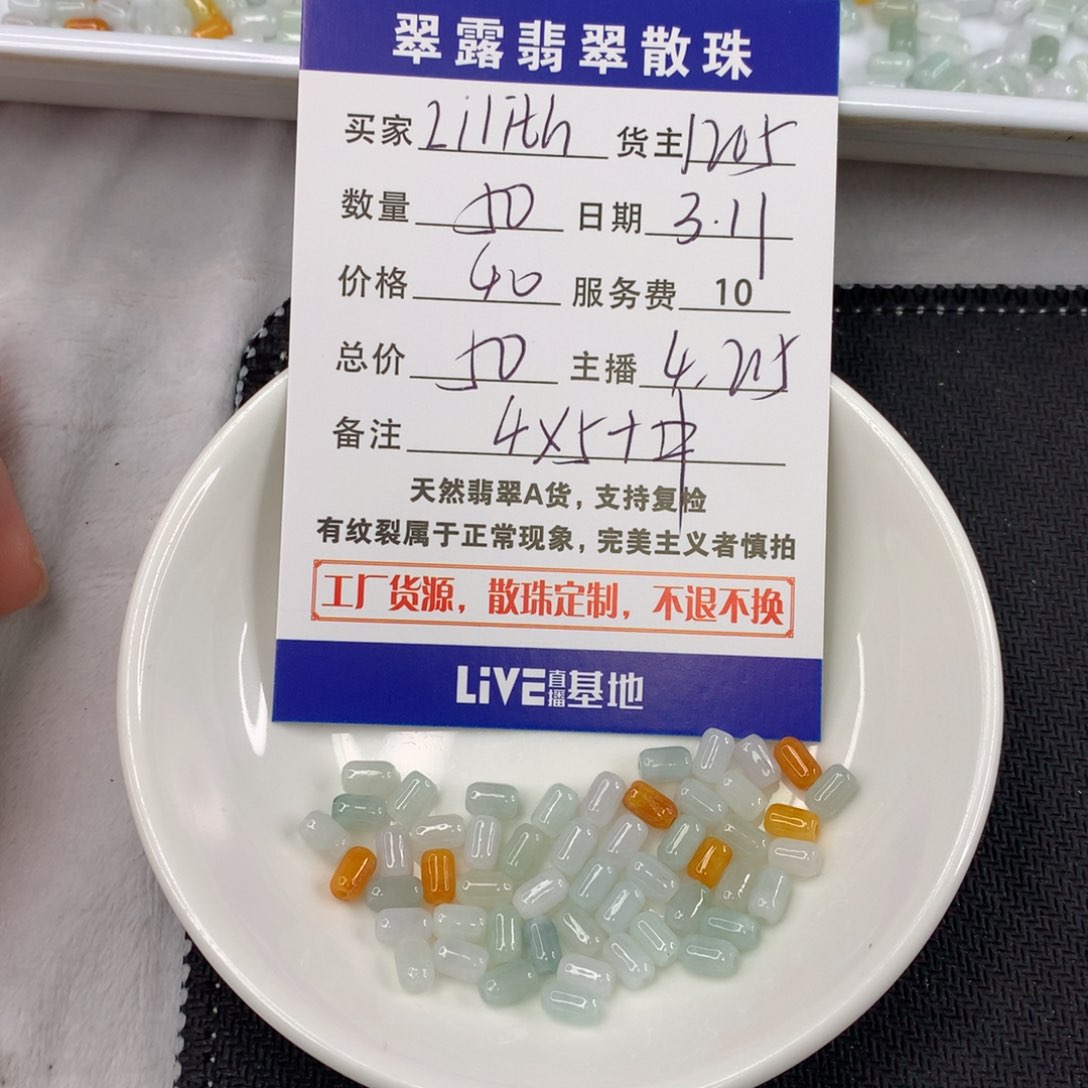 翠露翡翠散珠
买家 Lilith 货主 1205
数量 50 日期 3.11
价格 40 服务费 10
总价 50 主播
备注 4X5+
天然翡翠A货，支持复检
有纹裂属于正常现象，完美主义者慎拍
工厂货源，散珠定制，不退不换
LiVE直播基地